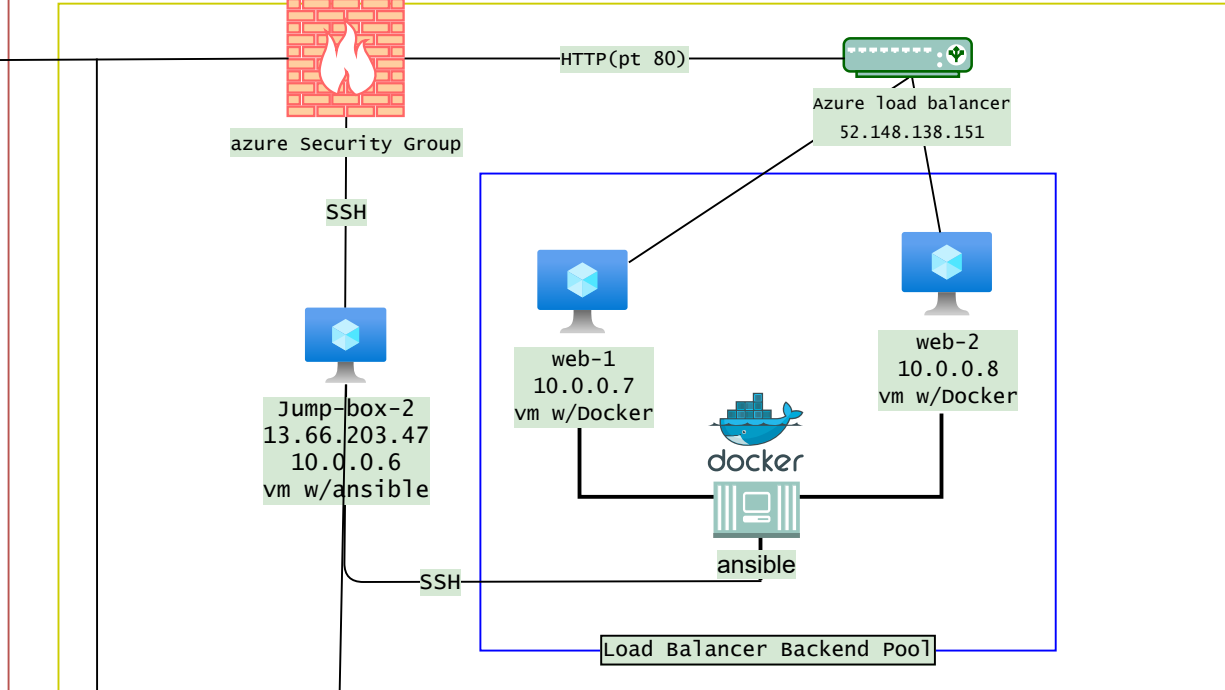 HTTP(pt 80)
Azure load balancer
52.148.138.151
azure Security Group
SSH
web-1
10.0.0.7
vm w/Docker
web-2
10.0.0.8
vm w/Docker
Jump-box-2
13.66.203.47
10.0.0.6
vm w/ansible
docker
ansible
SSH
Load Balancer Backend Pool